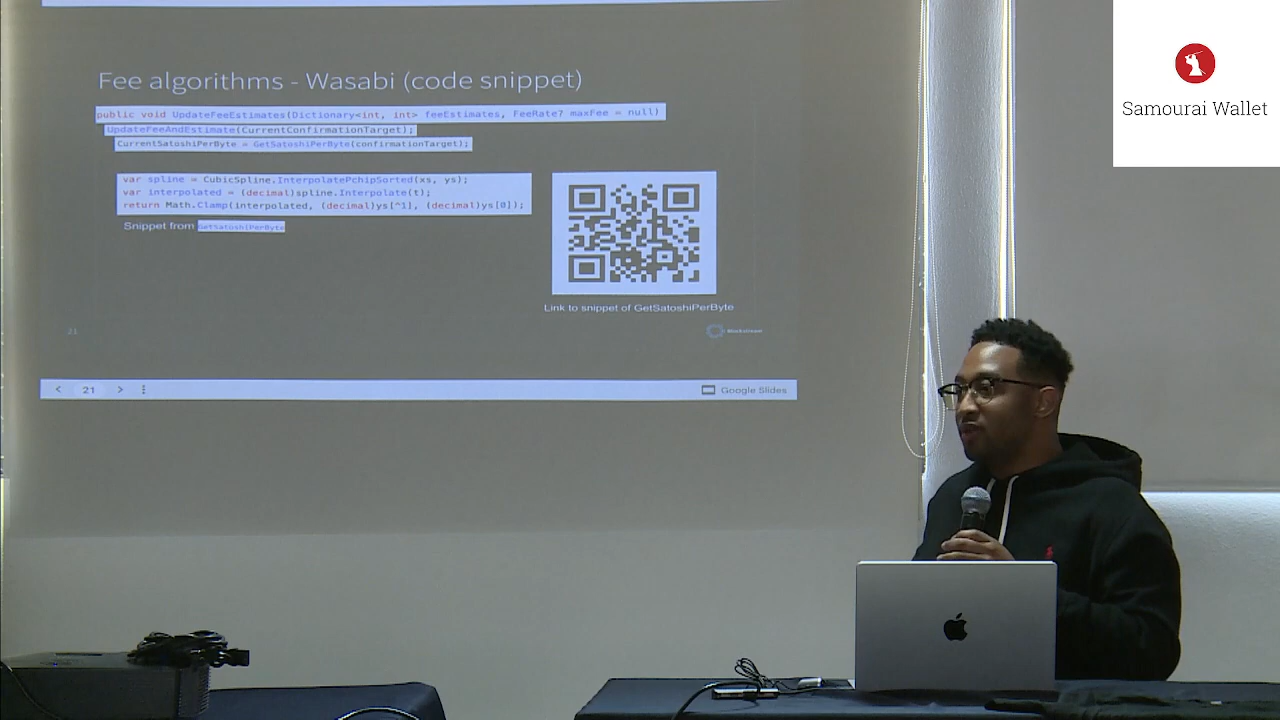 Fee algorithms - Wasabi (code snippet)
public void UpdateFeeEstimates(Dictionary<int, int> feeEstimates, FeeRate? maxFee = null)
UpdateFeeAndEstimate(CurrentConfirmationTarget);
CurrentSatoshiPerByte = GetSatoshiPerByte(confirmationTarget);
var spline = CubicSpline.InterpolatePchipSorted(xs, ys);
var interpolated = (decimal)spline.Interpolate(t);
return Math.Clamp(interpolated, (decimal)ys[^1], (decimal)ys[0]);
Snippet from GetSatoshiPerByte
Link to snippet of GetSatoshiPerByte
21
21
Google Slides
Samourai Wallet